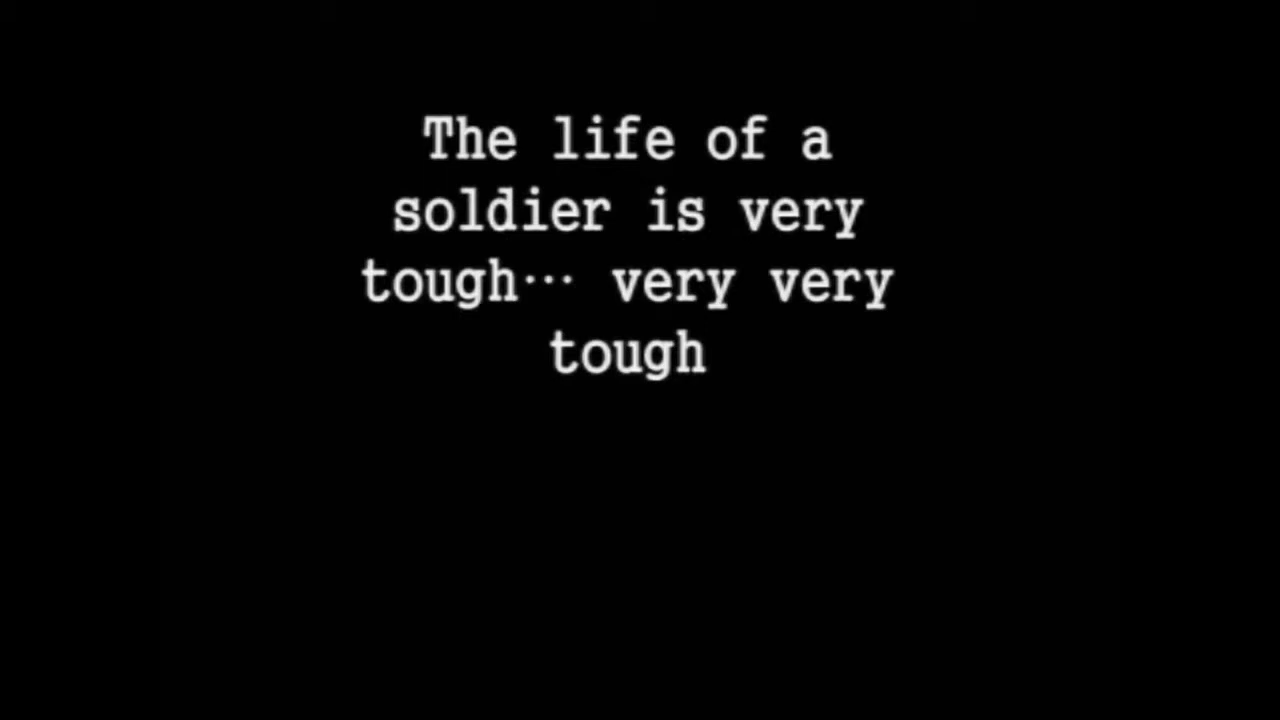 The life of a
soldier is very
tough··· very very
tough